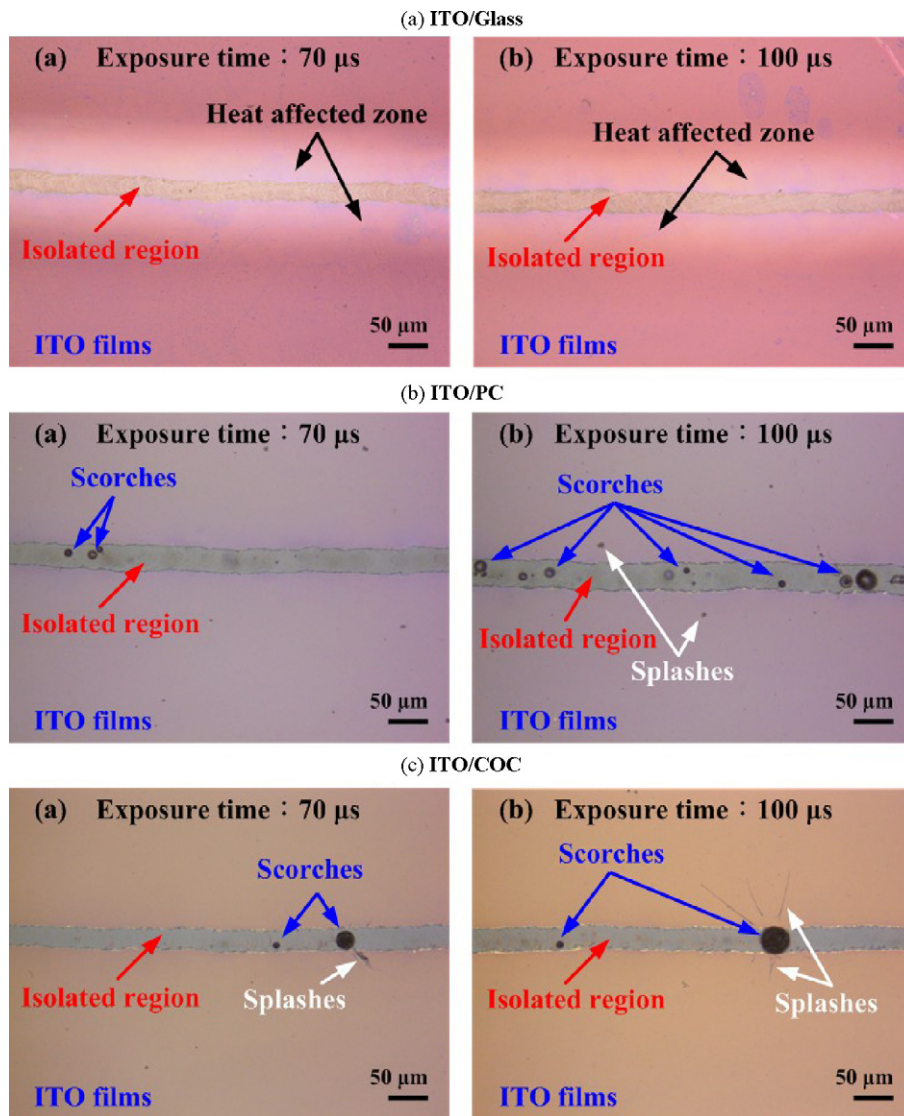 (a) ITO/Glass
(a) Exposure time：70 μs
Heat affected zone
Isolated region
50 μm
ITO films
(b) Exposure time：100 μs
Heat affected zone
Isolated region
50 μm
ITO films
(b) ITO/PC
(a) Exposure time：70 μs
Scorches
Isolated region
50 μm
ITO films
(b) Exposure time：100 μs
Scorches
Isolated region
Splashes
50 μm
ITO films
(c) ITO/COC
(a) Exposure time：70 μs
Scorches
Isolated region
Splashes
50 μm
ITO films
(b) Exposure time：100 μs
Scorches
Isolated region
Splashes
50 μm
ITO films